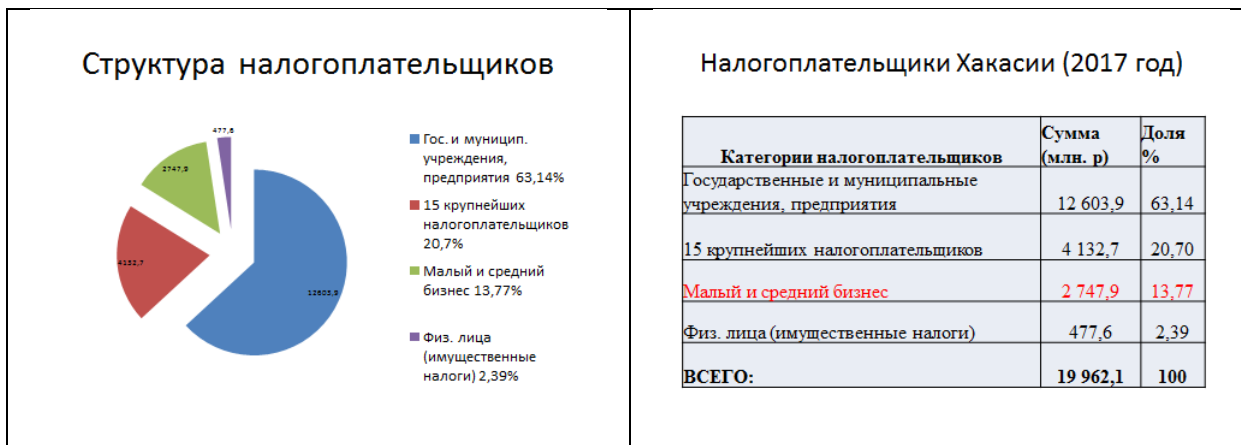 Структура налогоплательщиков
477,6
2747,9
4132,7
12603,9
Гос. и муницип.
учреждения,
предприятия 63,14%
15 крупнейших
налогоплательщиков
20,7%
Малый и средний
бизнес 13,77%
Физ. лица
(имущественные
налоги) 2,39%
Налогоплательщики Хакасии (2017 год)
Категории налогоплательщиков Сумма (млн. р) Доля %
Государственные и муниципальные
учреждения, предприятия 12 603,9 63,14
15 крупнейших налогоплательщиков 4 132,7 20,70
Малый и средний бизнес 2 747,9 13,77
Физ. лица (имущественные налоги) 477,6 2,39
ВСЕГО: 19 962,1 100